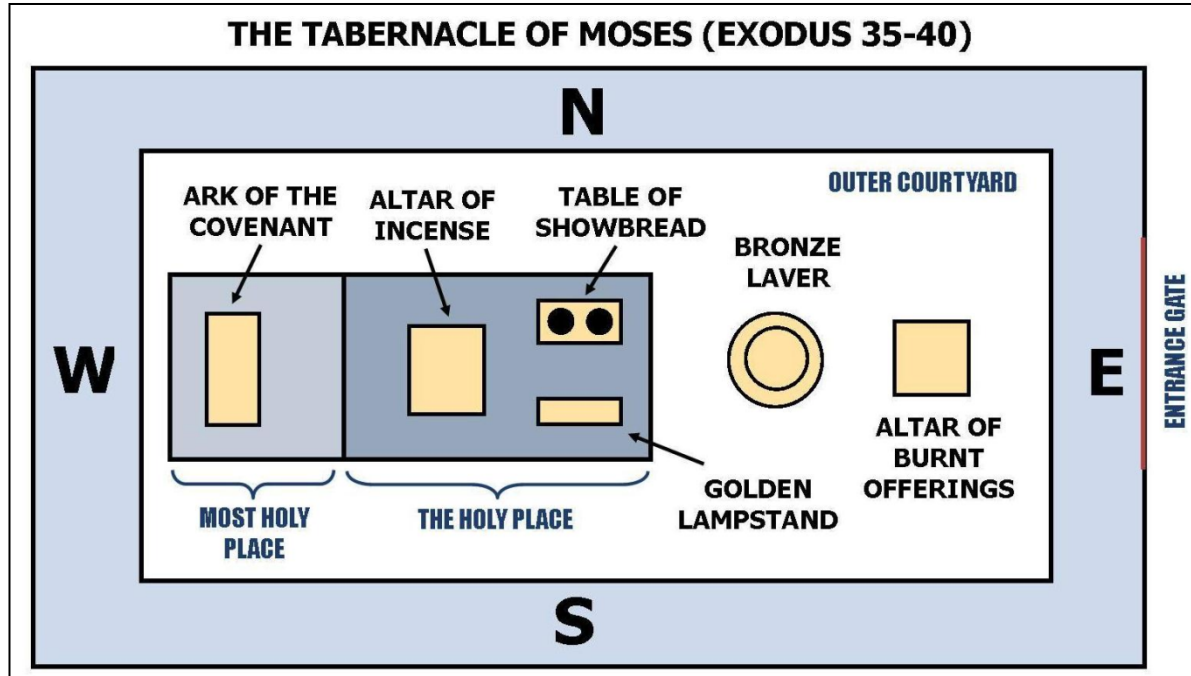 THE TABERNACLE OF MOSES (EXODUS 35-40)
N
OUTER COURTYARD
ARK OF THE
COVENANT
ALTAR OF
INCENSE
TABLE OF
SHOWBREAD
BRONZE
LAVER
W
E
ENTRANCE GATE
ALTAR OF
BURNT
OFFERINGS
GOLDEN
LAMPSTAND
MOST HOLY
PLACE
THE HOLY PLACE
S